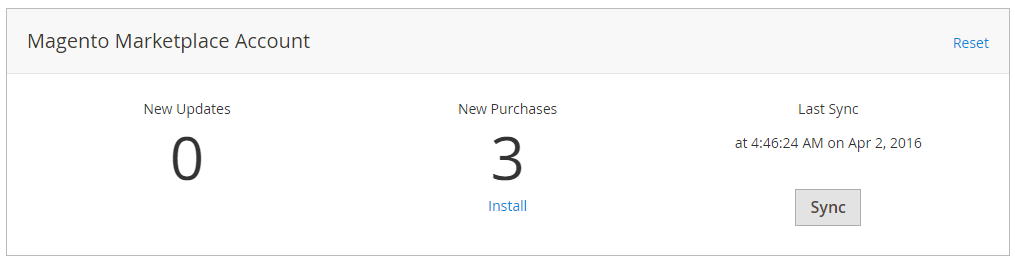 Magento Marketplace Account
Reset
New Updates
New Purchases
Last Sync
0
3
at 4:46:24 AM on Apr 2, 2016
Install
Sync